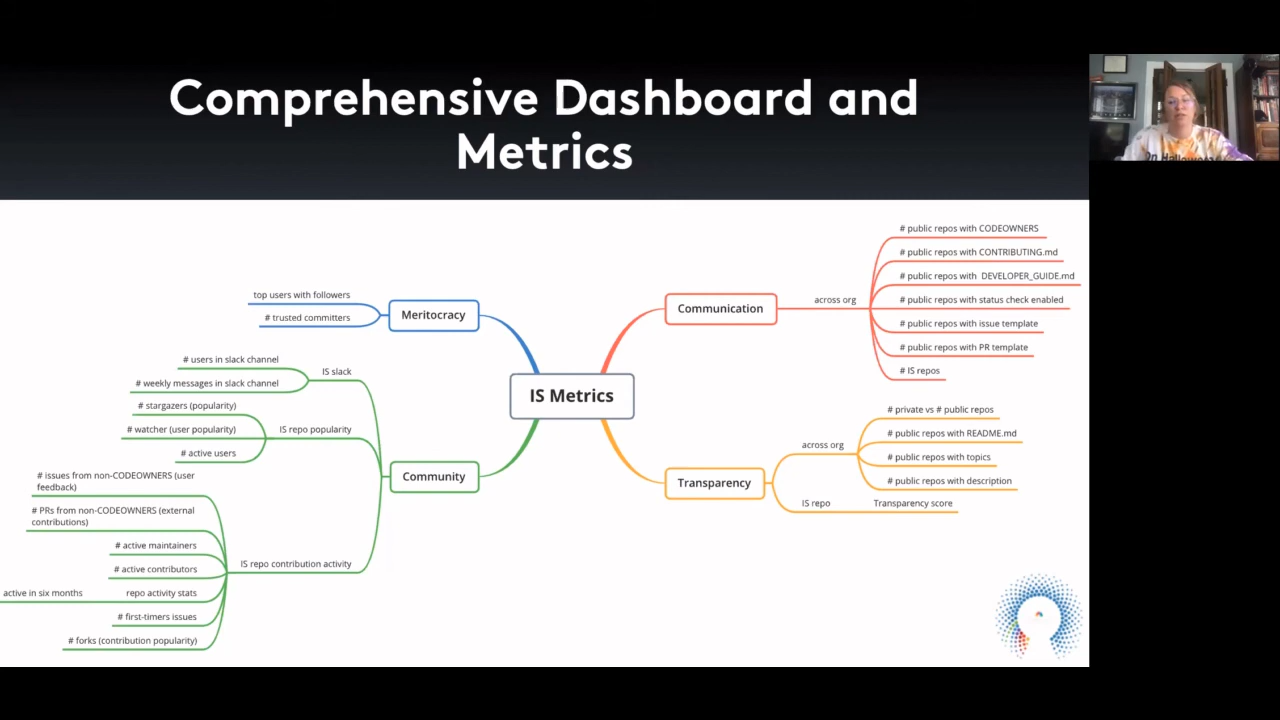 Comprehensive Dashboard and
Metrics
IS Metrics
Meritocracy
top users with followers
# trusted committers
Community
IS slack
# users in slack channel
# weekly messages in slack channel
IS repo popularity
# stargazers (popularity)
# watcher (user popularity)
# active users
IS repo contribution activity
# issues from non-CODEOWNERS (user
feedback)
# PRs from non-CODEOWNERS (external
contributions)
# active maintainers
# active contributors
repo activity stats
active in six months
# first-timers issues
# forks (contribution popularity)
Communication
across org
# public repos with CODEOWNERS
# public repos with CONTRIBUTING.md
# public repos with DEVELOPER_GUIDE.md
# public repos with status check enabled
# public repos with issue template
# public repos with PR template
# IS repos
Transparency
across org
# private vs # public repos
# public repos with README.md
# public repos with topics
# public repos with description
IS repo
Transparency score